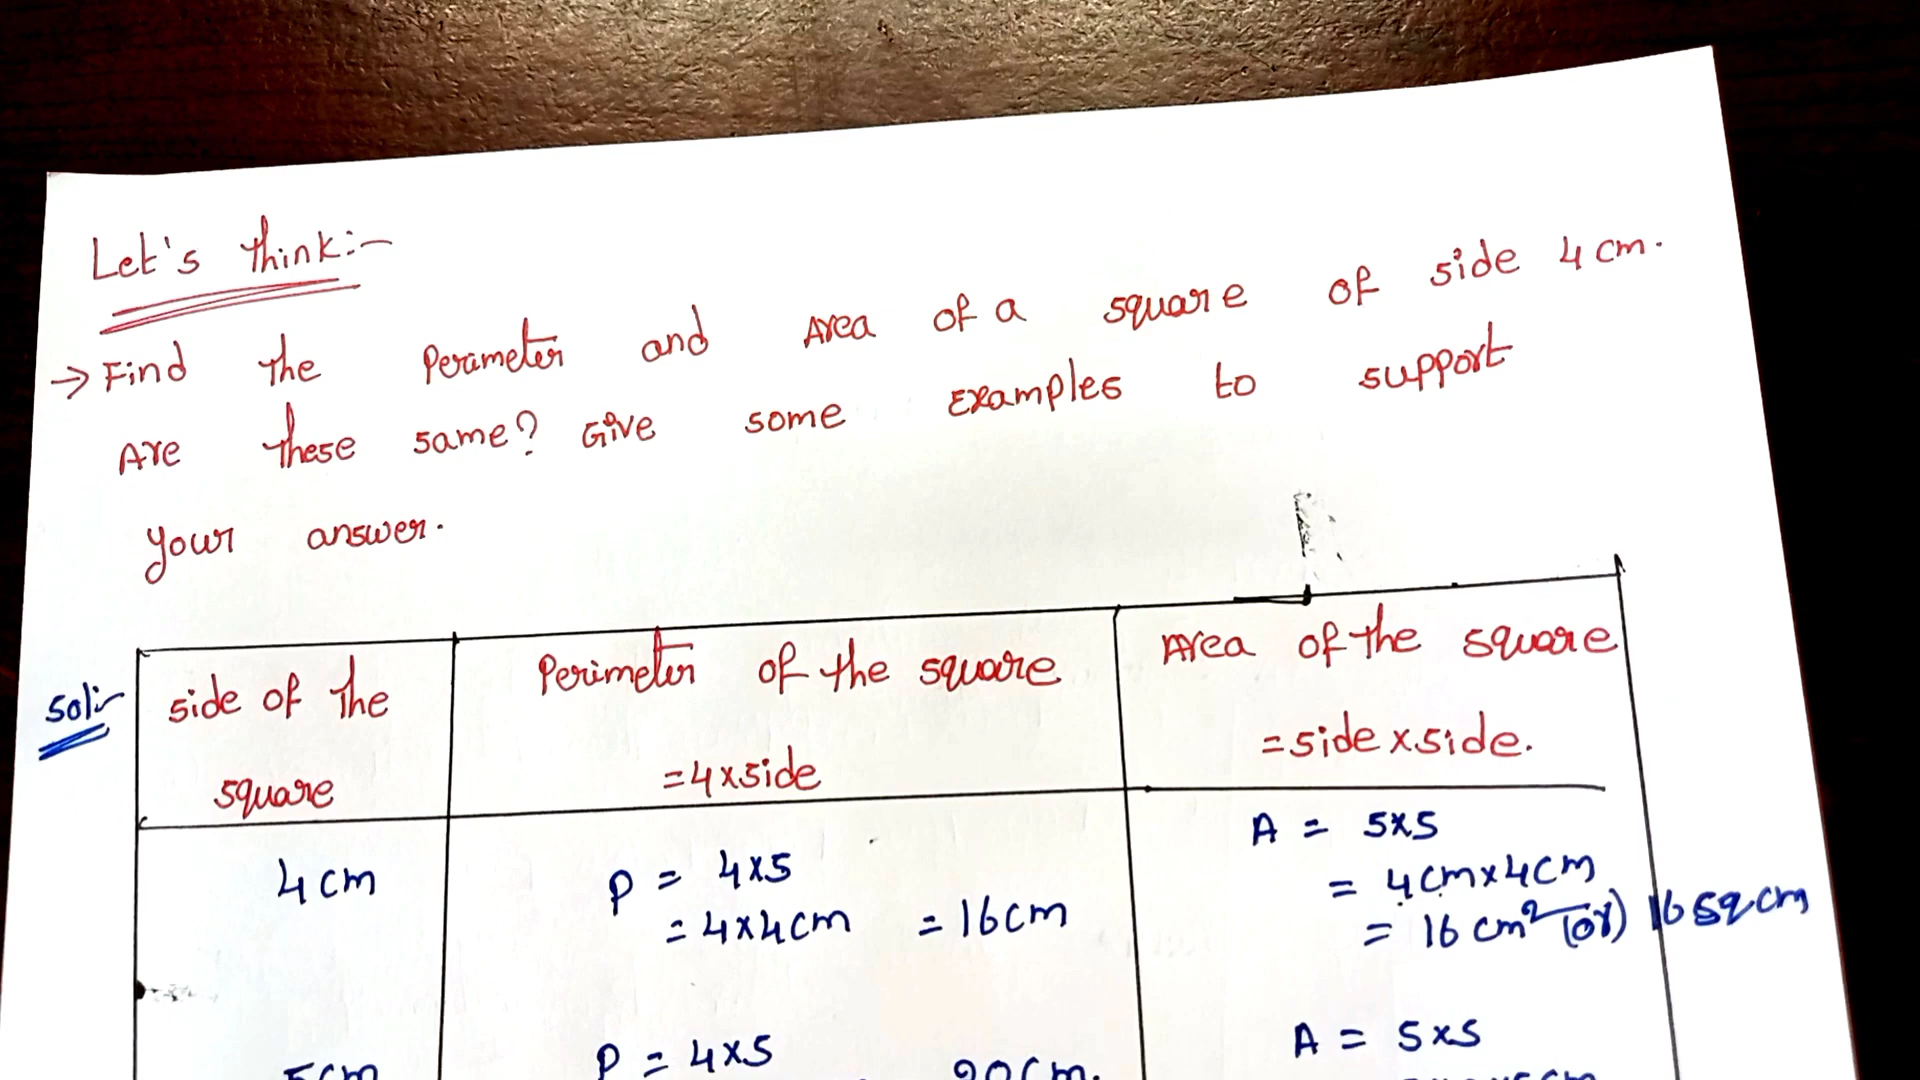 Let's think:-
→ Find the Perimeter and Area of a square of side 4 cm.
Are these same? Give some Examples to support
your answer.
Sol:-
side of the
square
Perimeter of the square
=4xside
Area of the square
=side x side.
4 cm
P = 4x5
= 4x4cm = 16cm
A = 5x5
= 4cmx4cm
= 16 cm² (or) 16 sq cm
5cm
P = 4x5
20cm.
A = 5x5